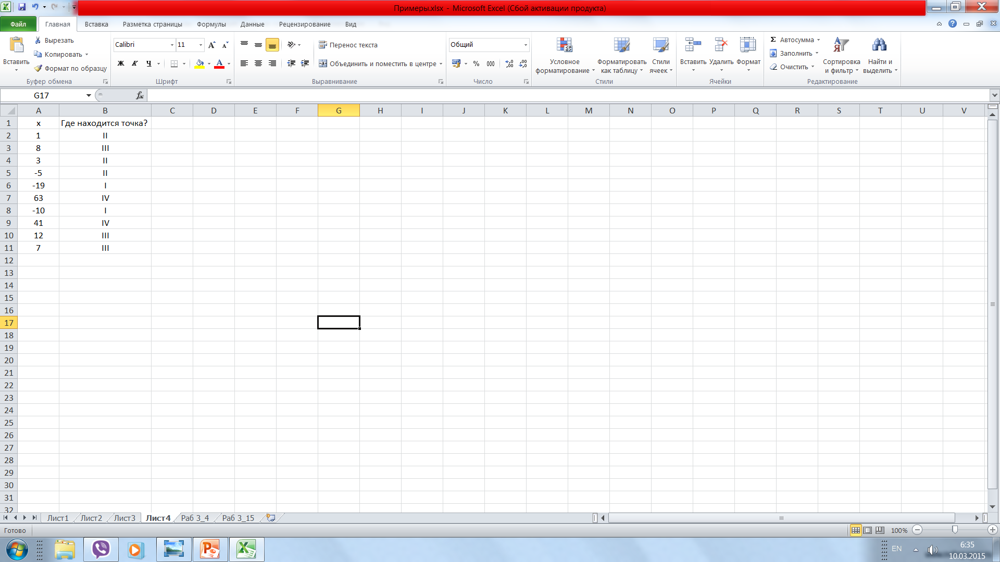 Примеры.xlsx - Microsoft Excel (Сбой активации продукта)
Файл Главная Вставка Разметка страницы Формулы Данные Рецензирование Вид
Вставить
Вырезать
Копировать
Формат по образцу
Буфер обмена
Calibri 11
Ж К Ч А
Шрифт
Перенос текста
Объединить и поместить в центре
Выравнивание
Общий
% 000
Число
Условное форматирование
Форматировать как таблицу
Стили ячеек
Стили
Вставить Удалить Формат
Ячейки
Σ Автосумма
Заполнить
Очистить
Сортировка и фильтр
Найти и выделить
Редактирование
G17 fx
A B C D E F G H I J K L M N O P Q R S T U V
1 x Где находится точка?
2 1 II
3 8 III
4 3 II
5 -5 II
6 -19 I
7 63 IV
8 -10 I
9 41 IV
10 12 III
11 7 III
12
13
14
15
16
17
18
19
20
21
22
23
24
25
26
27
28
29
30
31
32
Лист1 Лист2 Лист3 Лист4 Раб 3_4 Раб 3_15
Готово 100%
EN 6:35
10.03.2015